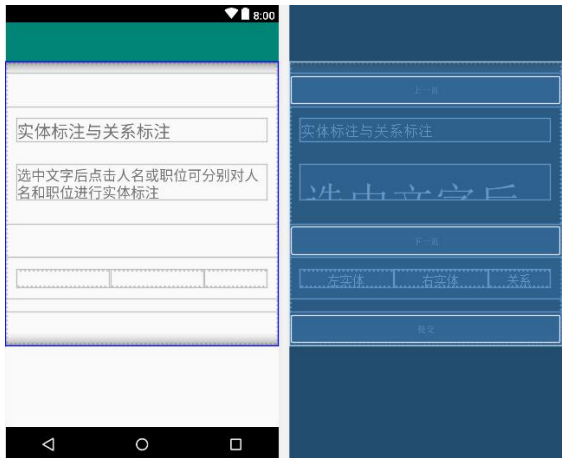 8:00
实体标注与关系标注
选中文字后点击人名或职位可分别对人
名和职位进行实体标注
上一页
实体标注与关系标注
选中文字后
下一页
左实体 右实体 关系
提交